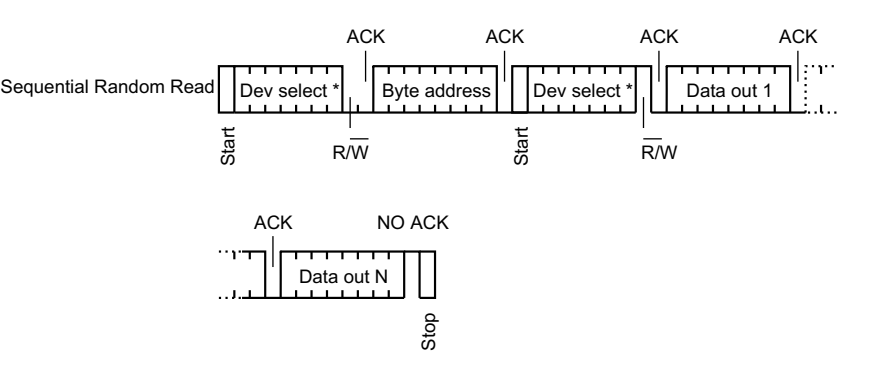 ACK ACK ACK ACK
Sequential Random Read Dev select * Byte address Dev select * Data out 1
Start R/W̅ Start R̅/W
ACK NO ACK
Data out N
Stop